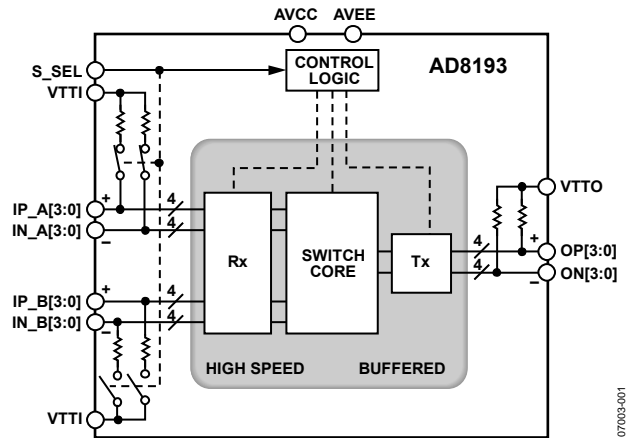 AVCC AVEE
S_SEL
CONTROL LOGIC
AD8193
VTTI
VTTO
IP_A[3:0] + 4
IN_A[3:0] – 4
Rx
SWITCH CORE
Tx
4 + OP[3:0]
4 – ON[3:0]
IP_B[3:0] + 4
IN_B[3:0] – 4
HIGH SPEED BUFFERED
VTTI
07003-001